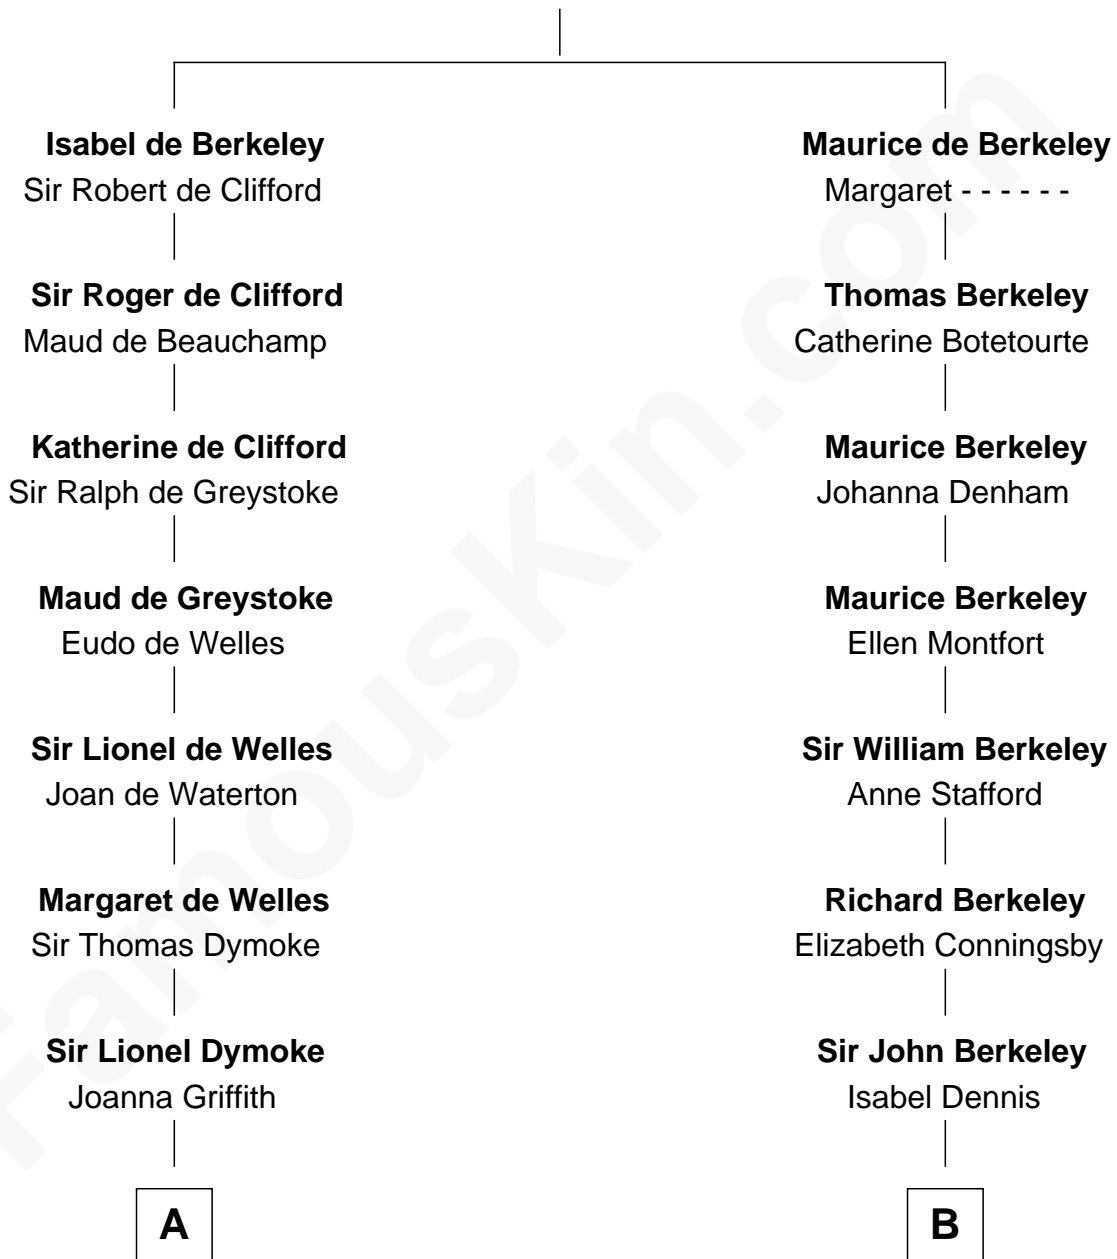 Isabel de Berkeley
Sir Robert de Clifford
Sir Roger de Clifford
Maud de Beauchamp
Katherine de Clifford
Sir Ralph de Greystoke
Maud de Greystoke
Eudo de Welles
Sir Lionel de Welles
Joan de Waterton
Margaret de Welles
Sir Thomas Dymoke
Sir Lionel Dymoke
Joanna Griffith
A
Maurice de Berkeley
Margaret - - - - - -
Thomas Berkeley
Catherine Botetourte
Maurice Berkeley
Johanna Denham
Maurice Berkeley
Ellen Montfort
Sir William Berkeley
Anne Stafford
Richard Berkeley
Elizabeth Conningsby
Sir John Berkeley
Isabel Dennis
B
FamousKin.com